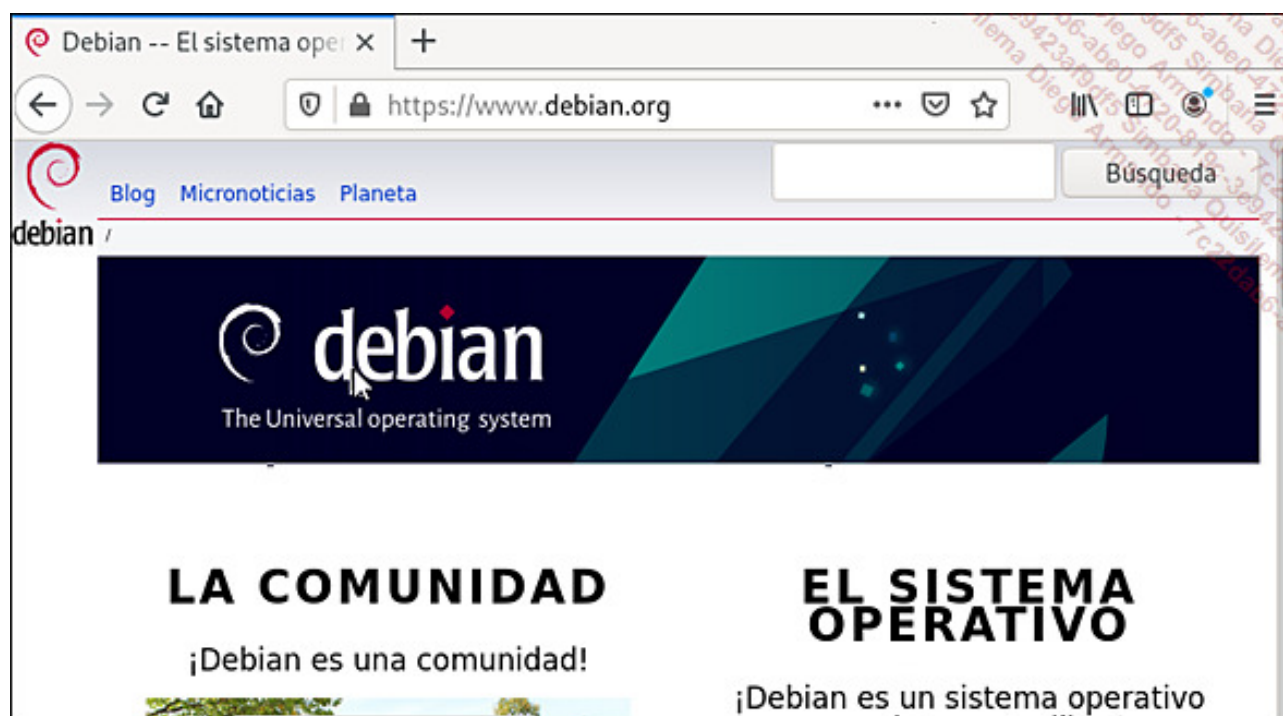 Debian -- El sistema oper
https://www.debian.org
Búsqueda
Blog Micronoticias Planeta
debian /
debian
The Universal operating system
LA COMUNIDAD
¡Debian es una comunidad!
EL SISTEMA
OPERATIVO
¡Debian es un sistema operativo